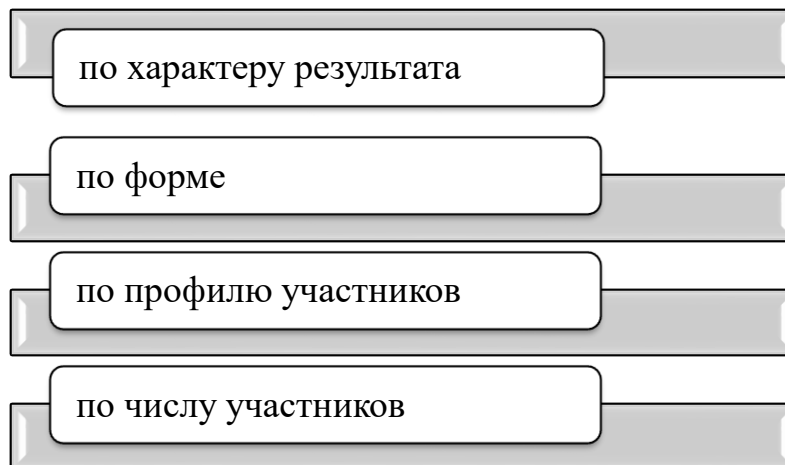 по характеру результата
по форме
по профилю участников
по числу участников